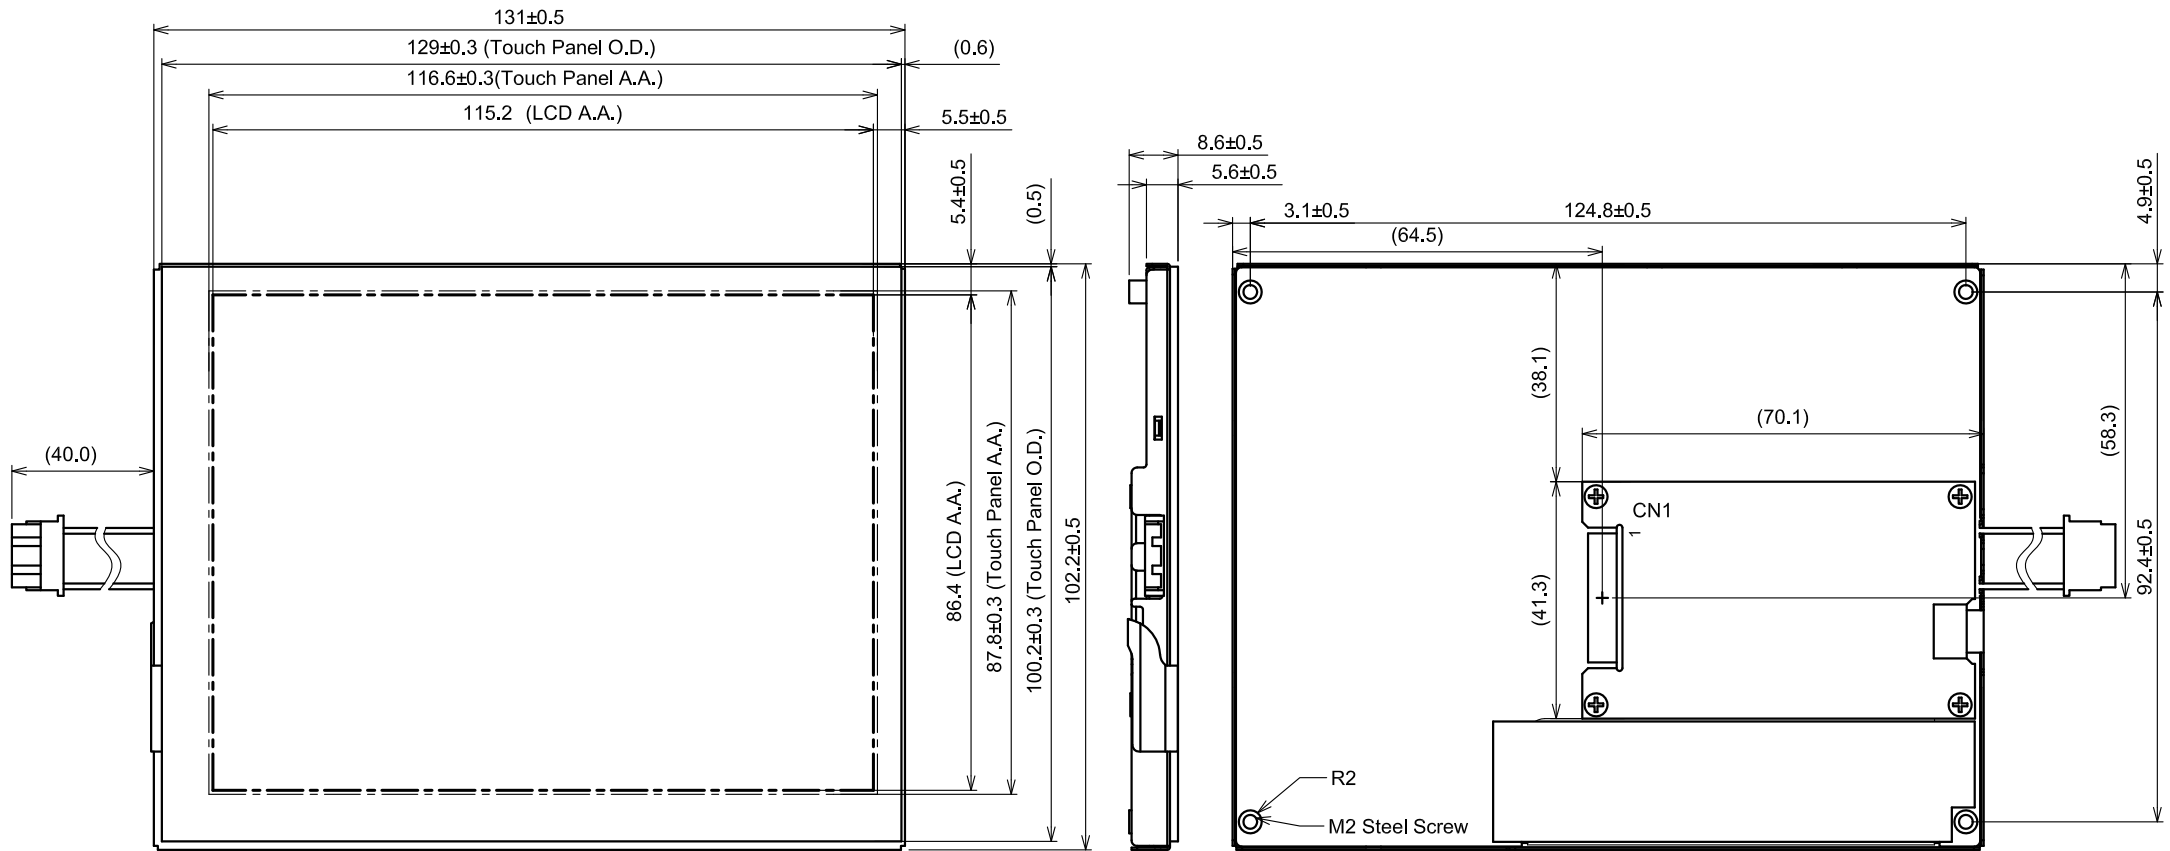 131±0.5
129±0.3 (Touch Panel O.D.)
(0.6)
116.6±0.3(Touch Panel A.A.)
115.2 (LCD A.A.)
5.5±0.5
5.4±0.5
(0.5)
(40.0)
86.4 (LCD A.A.)
87.8±0.3 (Touch Panel A.A.)
100.2±0.3 (Touch Panel O.D.)
102.2±0.5
8.6±0.5
5.6±0.5
3.1±0.5
124.8±0.5
(64.5)
4.9±0.5
(38.1)
(70.1)
(58.3)
CN1
1
(41.3)
92.4±0.5
R2
M2 Steel Screw